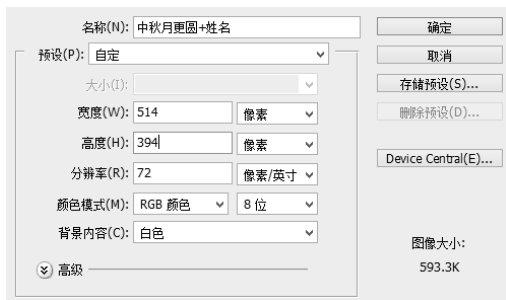 名称(N): 中秋月更圆+姓名 确定
预设(P): 自定 取消
大小(I): 存储预设(S)...
宽度(W): 514 像素 删除预设(D)...
高度(H): 394 像素
Device Central(E)...
分辨率(R): 72 像素/英寸
颜色模式(M): RGB 颜色 8 位
背景内容(C): 白色
图像大小:
高级 593.3K